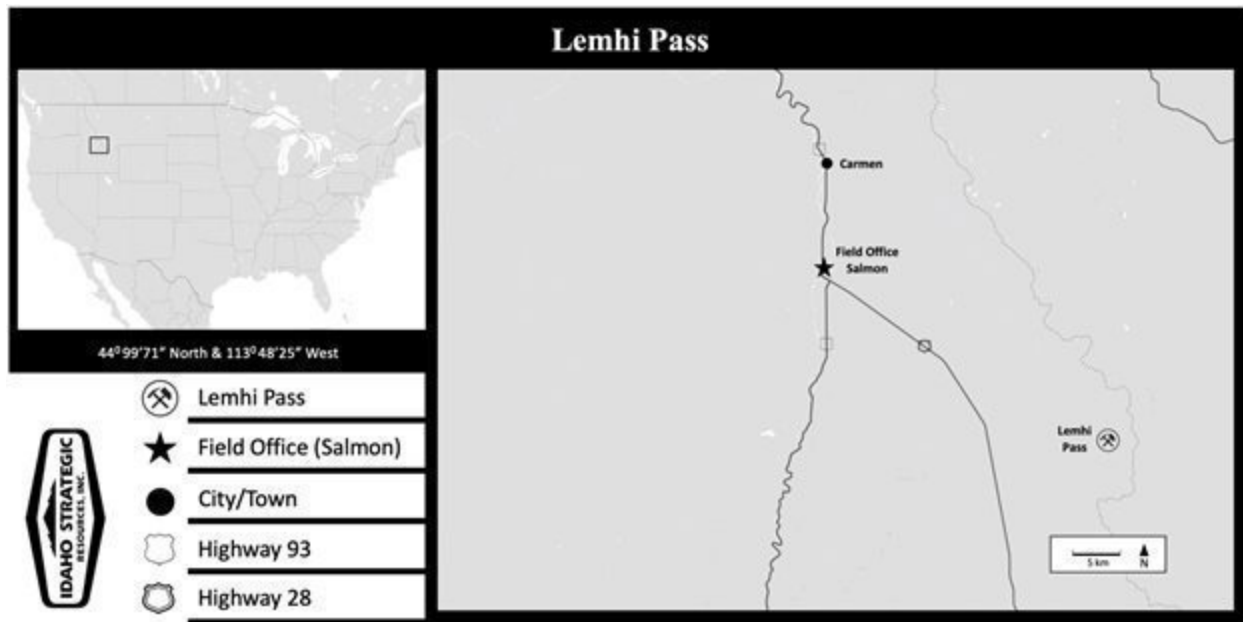 Lemhi Pass
44⁰99'71" North & 113⁰48'25" West
Lemhi Pass
Field Office (Salmon)
City/Town
Highway 93
Highway 28
IDAHO STRATEGIC
RESOURCES, INC.
Carmen
Field Office
Salmon
Lemhi
Pass
5 km
N